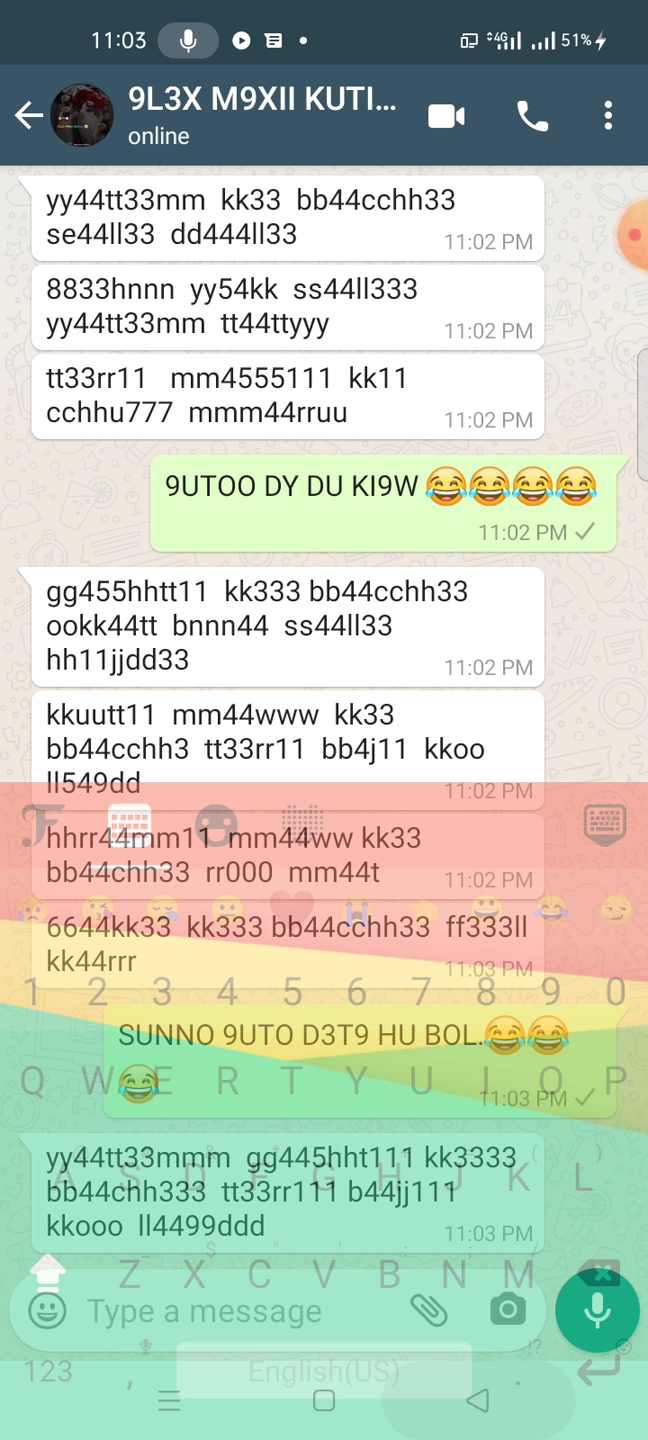 11:03
4G
51%
9L3X M9XII KUTI...
online
yy44tt33mm kk33 bb44cchh33
se44ll33 dd444ll33
11:02 PM
8833hnnn yy54kk ss44ll333
yy44tt33mm tt44ttyyy
11:02 PM
tt33rr11 mm4555111 kk11
cchhu777 mmm44rruu
11:02 PM
9UTOO DY DU KI9W 😂😂😂😂
11:02 PM
gg455hhtt11 kk333 bb44cchh33
ookk44tt bnnn44 ss44ll33
hh11jjdd33
11:02 PM
kkuutt11 mm44www kk33
bb44cchh3 tt33rr11 bb4j11 kkoo
ll549dd
11:02 PM
hhrr44mm11 mm44ww kk33
bb44chh33 rr000 mm44t
11:02 PM
6644kk33 kk333 bb44cchh33 ff333ll
kk44rrr
11:03 PM
1 2 3 4 5 6 7 8 9 0
SUNNO 9UTO D3T9 HU BOL.😂😂
😂
11:03 PM
Q W E R T Y U I O P
yy44tt33mmm gg445hht111 kk3333
bb44chh333 tt33rr111 b44jj111
kkooo ll4499ddd
11:03 PM
A S D F G H J K L
Z X C V B N M
Type a message
123 , English(US) .